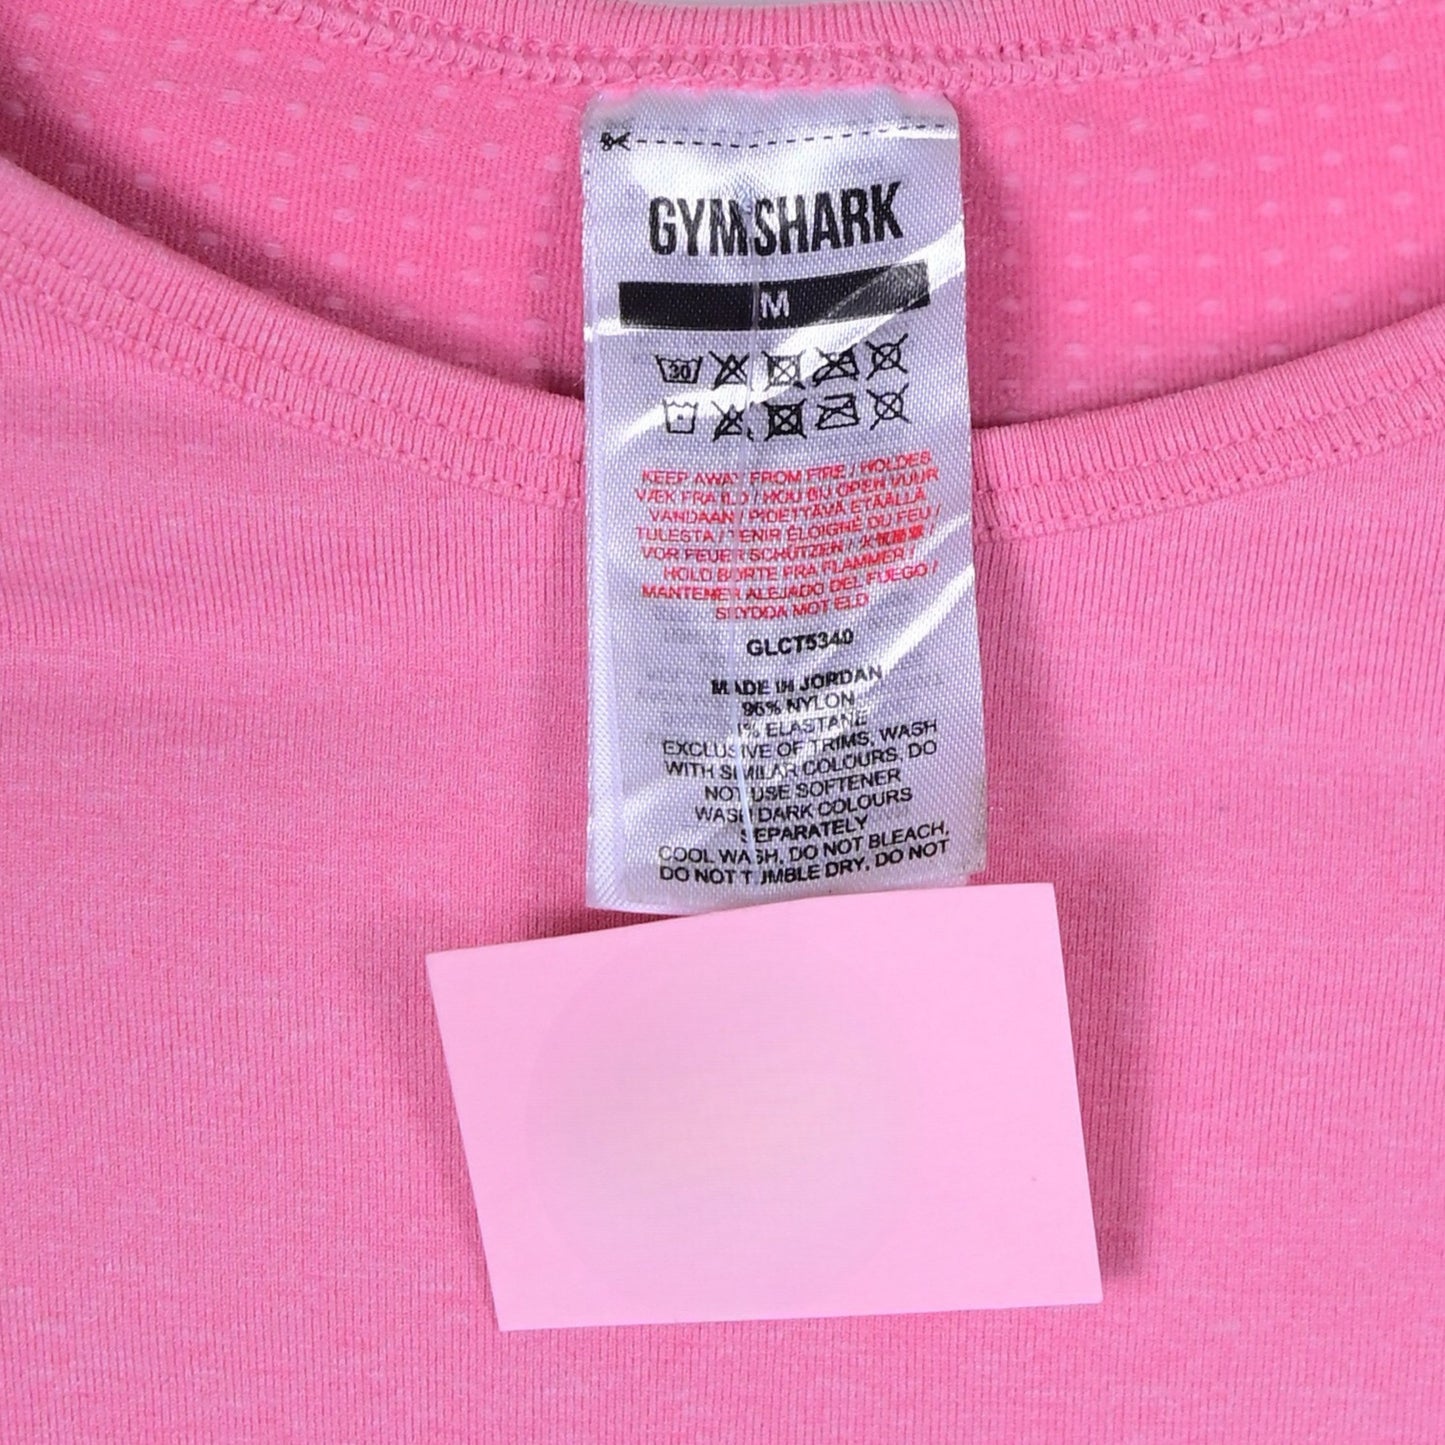 GYMSHARK
M
30
KEEP AWAY FROM FIRE / HOLDES
VÆK FRA ILD / HOU BIJ OPEN VUUR
VANDAAN / PIDETTÄVÄ ETÄÄLLÄ
TULESTA / TENIR ÉLOIGNÉ DU FEU /
VOR FEUER SCHÜTZEN /
HOLD BORTE FRA FLAMMER /
MANTENER ALEJADO DEL FUEGO /
SKYDDA MOT ELD
GLCT5340
MADE IN JORDAN
NYLON
% ELASTANE
EXCLUSIVE OF TRIMS, WASH
WITH SIMILAR COLOURS, DO
NOT USE SOFTENER
WASH DARK COLOURS
SEPARATELY
COOL WASH, DO NOT BLEACH,
DO NOT TUMBLE DRY, DO NOT